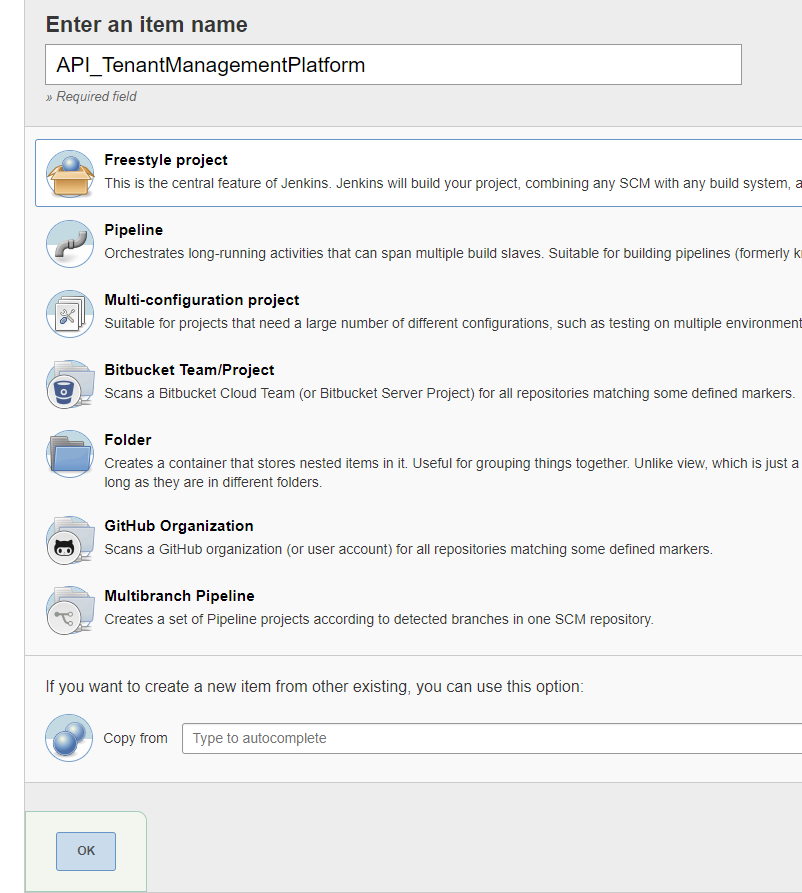 Enter an item name
API_TenantManagementPlatform
» Required field
Freestyle project
This is the central feature of Jenkins. Jenkins will build your project, combining any SCM with any build system, a
Pipeline
Orchestrates long-running activities that can span multiple build slaves. Suitable for building pipelines (formerly k
Multi-configuration project
Suitable for projects that need a large number of different configurations, such as testing on multiple environment
Bitbucket Team/Project
Scans a Bitbucket Cloud Team (or Bitbucket Server Project) for all repositories matching some defined markers.
Folder
Creates a container that stores nested items in it. Useful for grouping things together. Unlike view, which is just a
long as they are in different folders.
GitHub Organization
Scans a GitHub organization (or user account) for all repositories matching some defined markers.
Multibranch Pipeline
Creates a set of Pipeline projects according to detected branches in one SCM repository.
If you want to create a new item from other existing, you can use this option:
Copy from
Type to autocomplete
OK